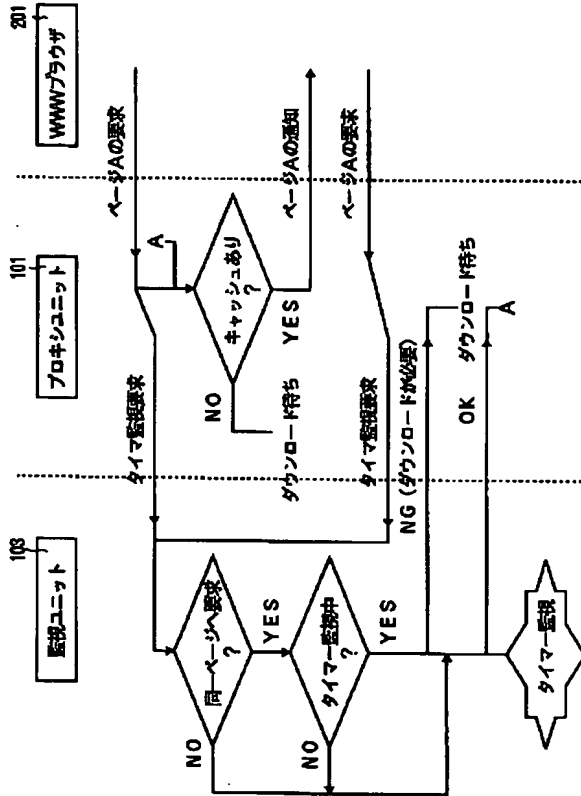 103
監視ユニット
101
プロキシユニット
201
WWWブラウザ
ページAの要求
タイマ監視要求
A
キャッシュあり
?
NO
YES
ダウンロード待ち
ページAの通知
ページAの要求
タイマ監視要求
同一ページへ要求
?
NO
YES
タイマー監視中
?
NO
YES
NG (ダウンロードが必要)
ダウンロード待ち
OK
A
タイマー監視